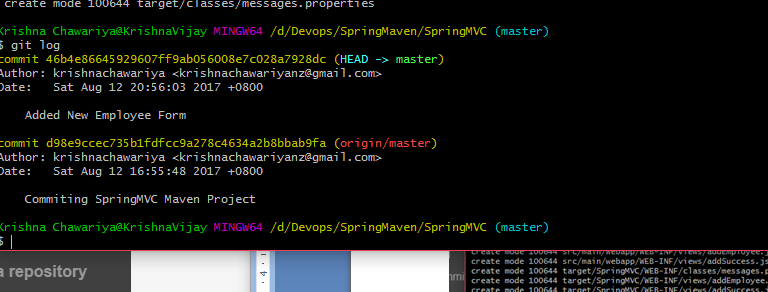 create mode 100644 target/classes/messages.properties
Krishna Chawariya@KrishnaVijay MINGW64 /d/Devops/SpringMaven/SpringMVC (master)
$ git log
commit 46b4e86645929607ff9ab056008e7c028a7928dc (HEAD -> master)
Author: krishnachawariya <krishnachawariyanz@gmail.com>
Date: Sat Aug 12 20:56:03 2017 +0800
Added New Employee Form
commit d98e9ccec735b1fdfcc9a278c4634a2b8bbab9fa (origin/master)
Author: krishnachawariya <krishnachawariyanz@gmail.com>
Date: Sat Aug 12 16:55:48 2017 +0800
Commiting SpringMVC Maven Project
Krishna Chawariya@KrishnaVijay MINGW64 /d/Devops/SpringMaven/SpringMVC (master)
$
create mode 100644 src/main/webapp/WEB-INF/views/addEmployee.
create mode 100644 src/main/webapp/WEB-INF/views/addSuccess.js
a repository
create mode 100644 target/SpringMVC/WEB-INF/classes/messages.p
create mode 100644 target/SpringMVC/WEB-INF/views/addEmployee.
create mode 100644 target/SpringMVC/WEB-INF/views/addSuccess.j